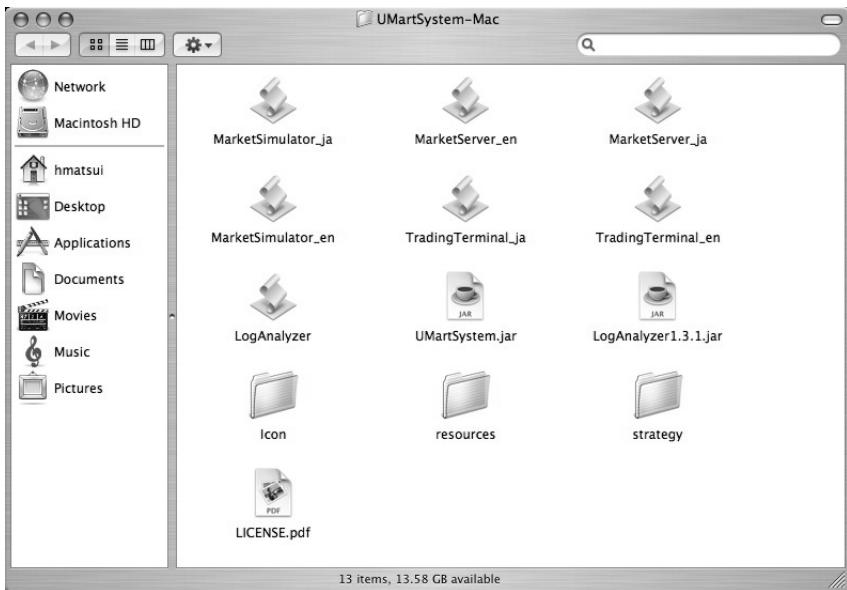 UMartSystem-Mac
Network
Macintosh HD
hmatsui
Desktop
Applications
Documents
Movies
Music
Pictures
MarketSimulator_ja
MarketServer_en
MarketServer_ja
MarketSimulator_en
TradingTerminal_ja
TradingTerminal_en
LogAnalyzer
JAR
UMartSystem.jar
JAR
LogAnalyzer1.3.1.jar
Icon
resources
strategy
PDF
LICENSE.pdf
13 items, 13.58 GB available